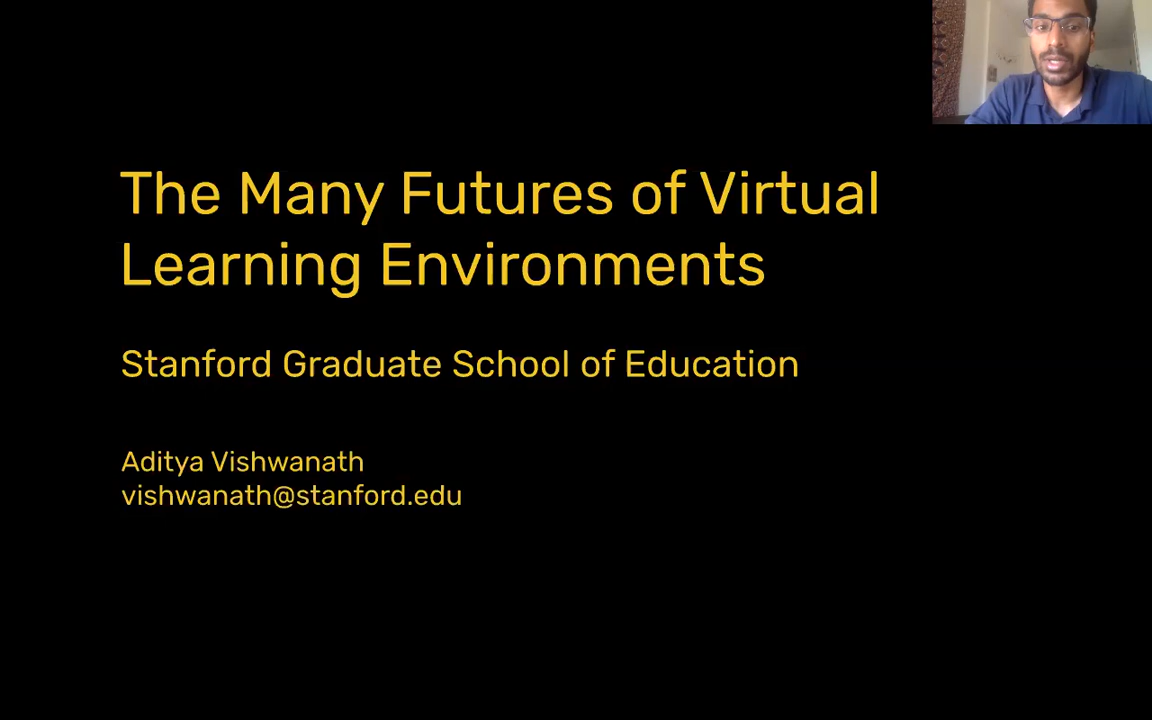 The Many Futures of Virtual
Learning Environments
Stanford Graduate School of Education
Aditya Vishwanath
vishwanath@stanford.edu